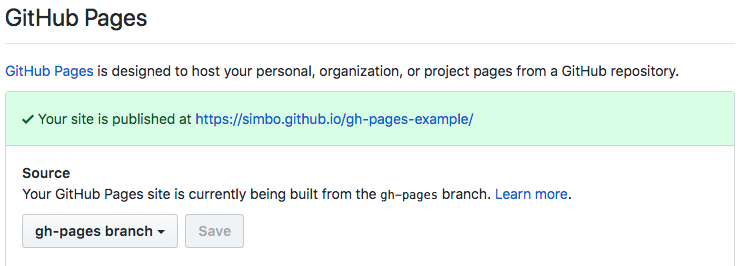 GitHub Pages
GitHub Pages is designed to host your personal, organization, or project pages from a GitHub repository.
✓ Your site is published at https://simbo.github.io/gh-pages-example/
Source
Your GitHub Pages site is currently being built from the gh-pages branch. Learn more.
gh-pages branch Save